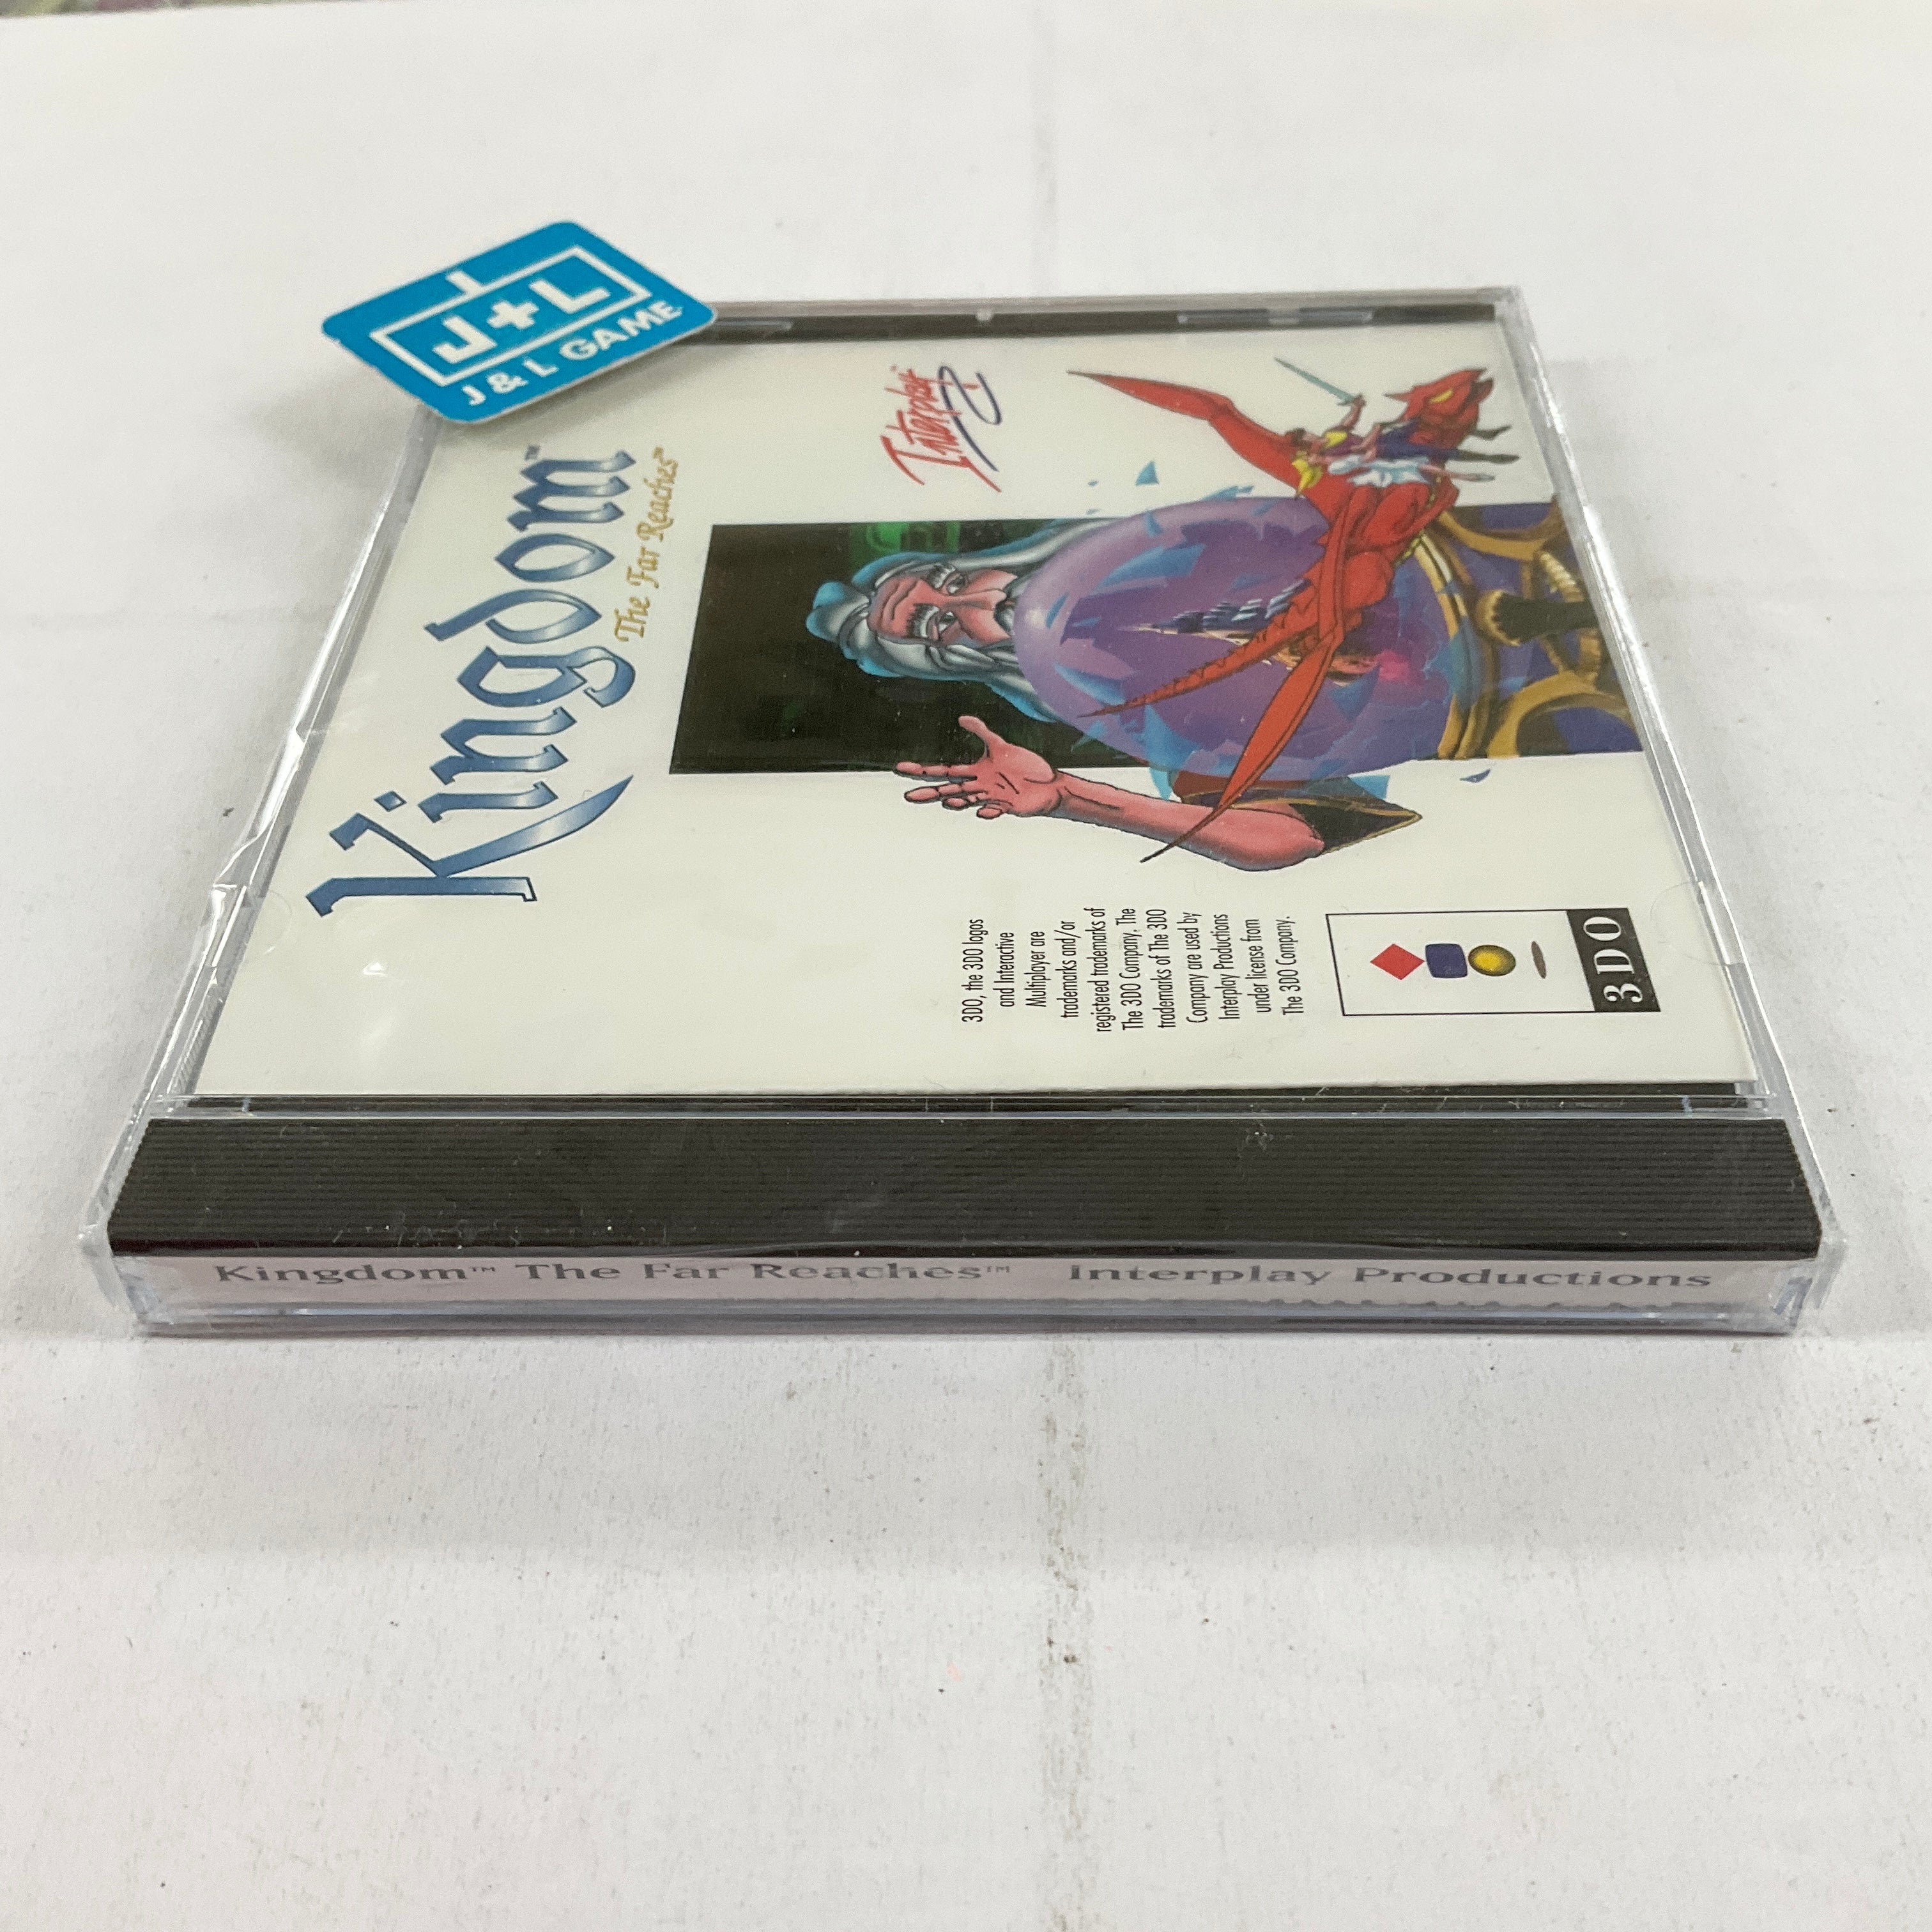 J+L
J & L GAME
Kingdom™
The Far Reaches™
Interplay™
3DO, the 3DO logos
and Interactive
Multiplayer are
trademarks and/or
registered trademarks of
The 3DO Company. The
trademarks of The 3DO
Company are used by
Interplay Productions
under license from
The 3DO Company.
3DO
Kingdom™ The Far Reaches™ Interplay Productions